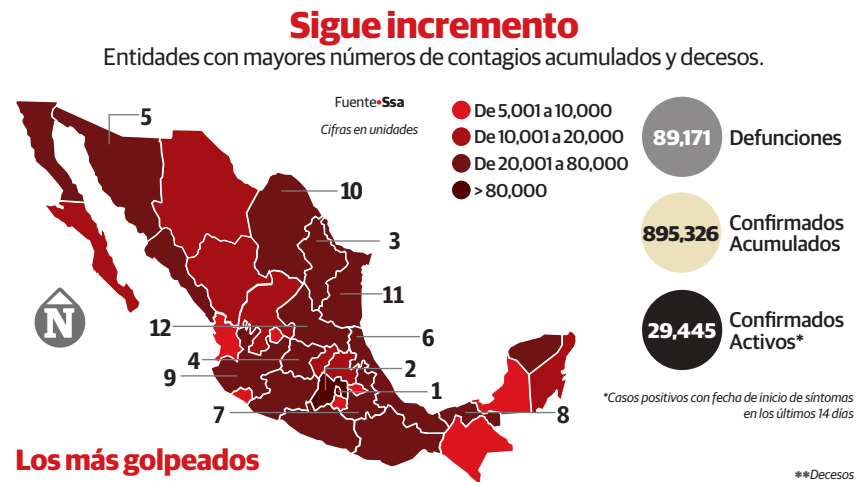 Sigue incremento
Entidades con mayores números de contagios acumulados y decesos.
Fuente•Ssa
Cifras en unidades
De 5,001 a 10,000
De 10,001 a 20,000
De 20,001 a 80,000
> 80,000
89,171 Defunciones
895,326 Confirmados
Acumulados
29,445 Confirmados
Activos*
*Casos positivos con fecha de inicio de síntomas
en los últimos 14 días
5
10
3
11
12
6
4
2
9
1
7
8
N
Los más golpeados
**Decesos